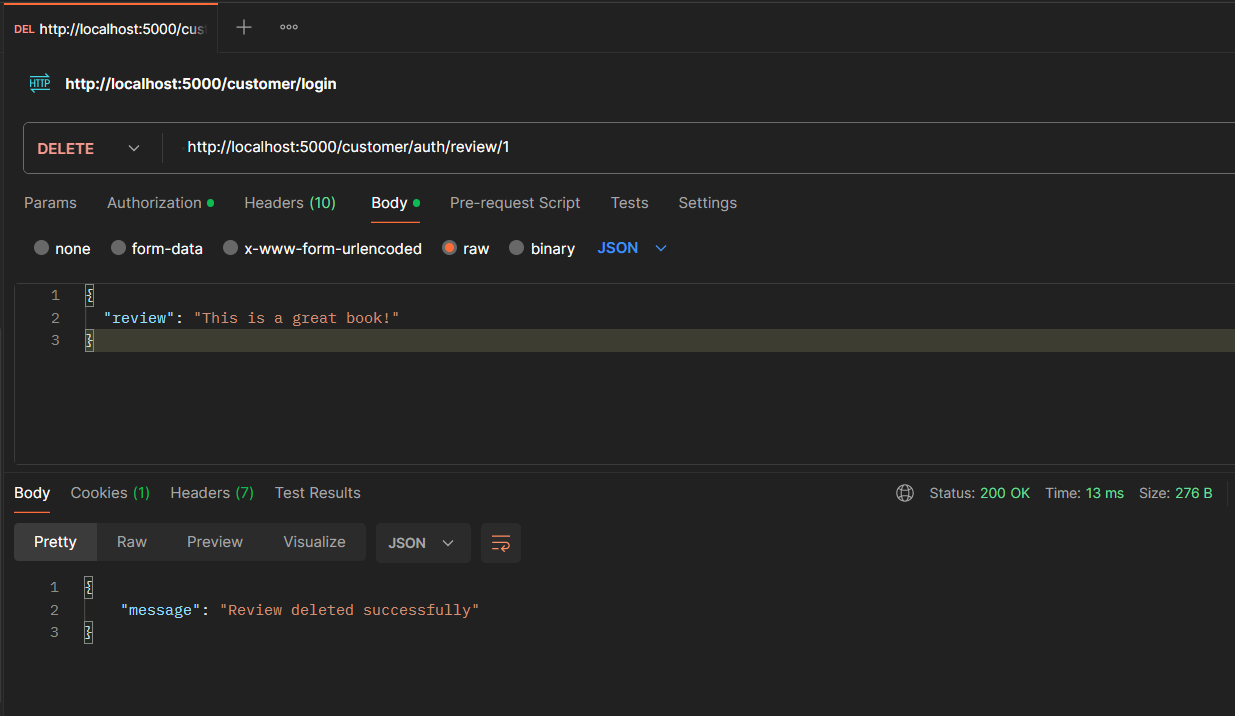 DEL http://localhost:5000/cus
HTTP http://localhost:5000/customer/login
DELETE http://localhost:5000/customer/auth/review/1
Params Authorization Headers (10) Body Pre-request Script Tests Settings
none form-data x-www-form-urlencoded raw binary JSON
1 {
2 "review": "This is a great book!"
3 }
Body Cookies (1) Headers (7) Test Results Status: 200 OK Time: 13 ms Size: 276 B
Pretty Raw Preview Visualize JSON
1 {
2 "message": "Review deleted successfully"
3 }